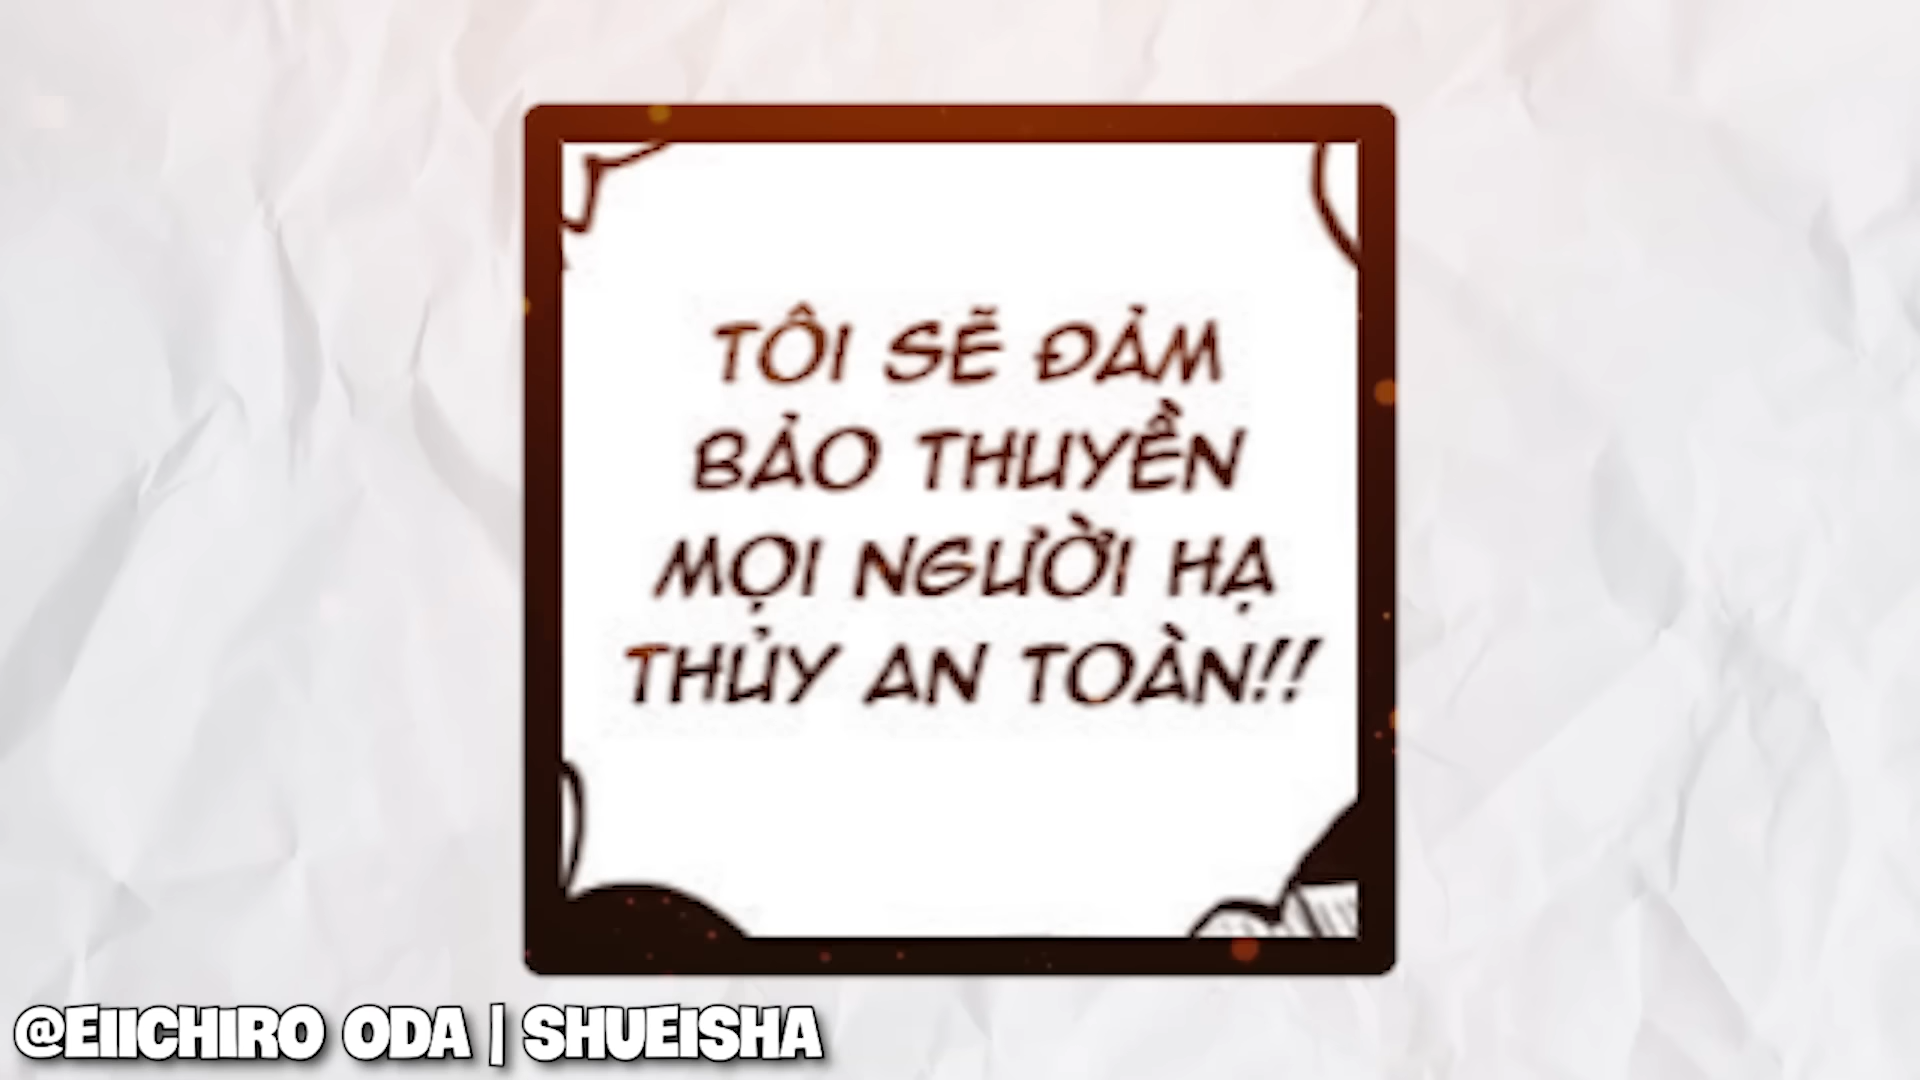 TÔI SẼ ĐẢM
BẢO THUYỀN
MỌI NGƯỜI HẠ
THỦY AN TOÀN!!
@EIICHIRO ODA | SHUEISHA